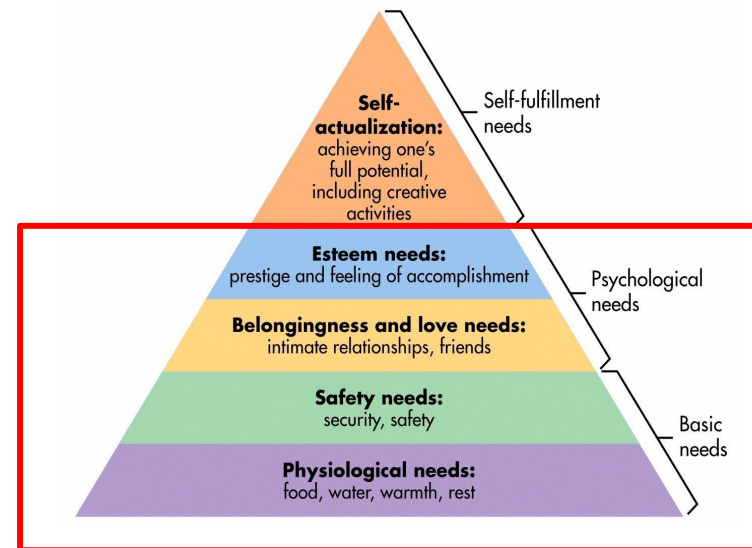 Self-
actualization:
achieving one's
full potential,
including creative
activities
Self-fulfillment
needs
Esteem needs:
prestige and feeling of accomplishment
Psychological
needs
Belongingness and love needs:
intimate relationships, friends
Safety needs:
security, safety
Basic
needs
Physiological needs:
food, water, warmth, rest